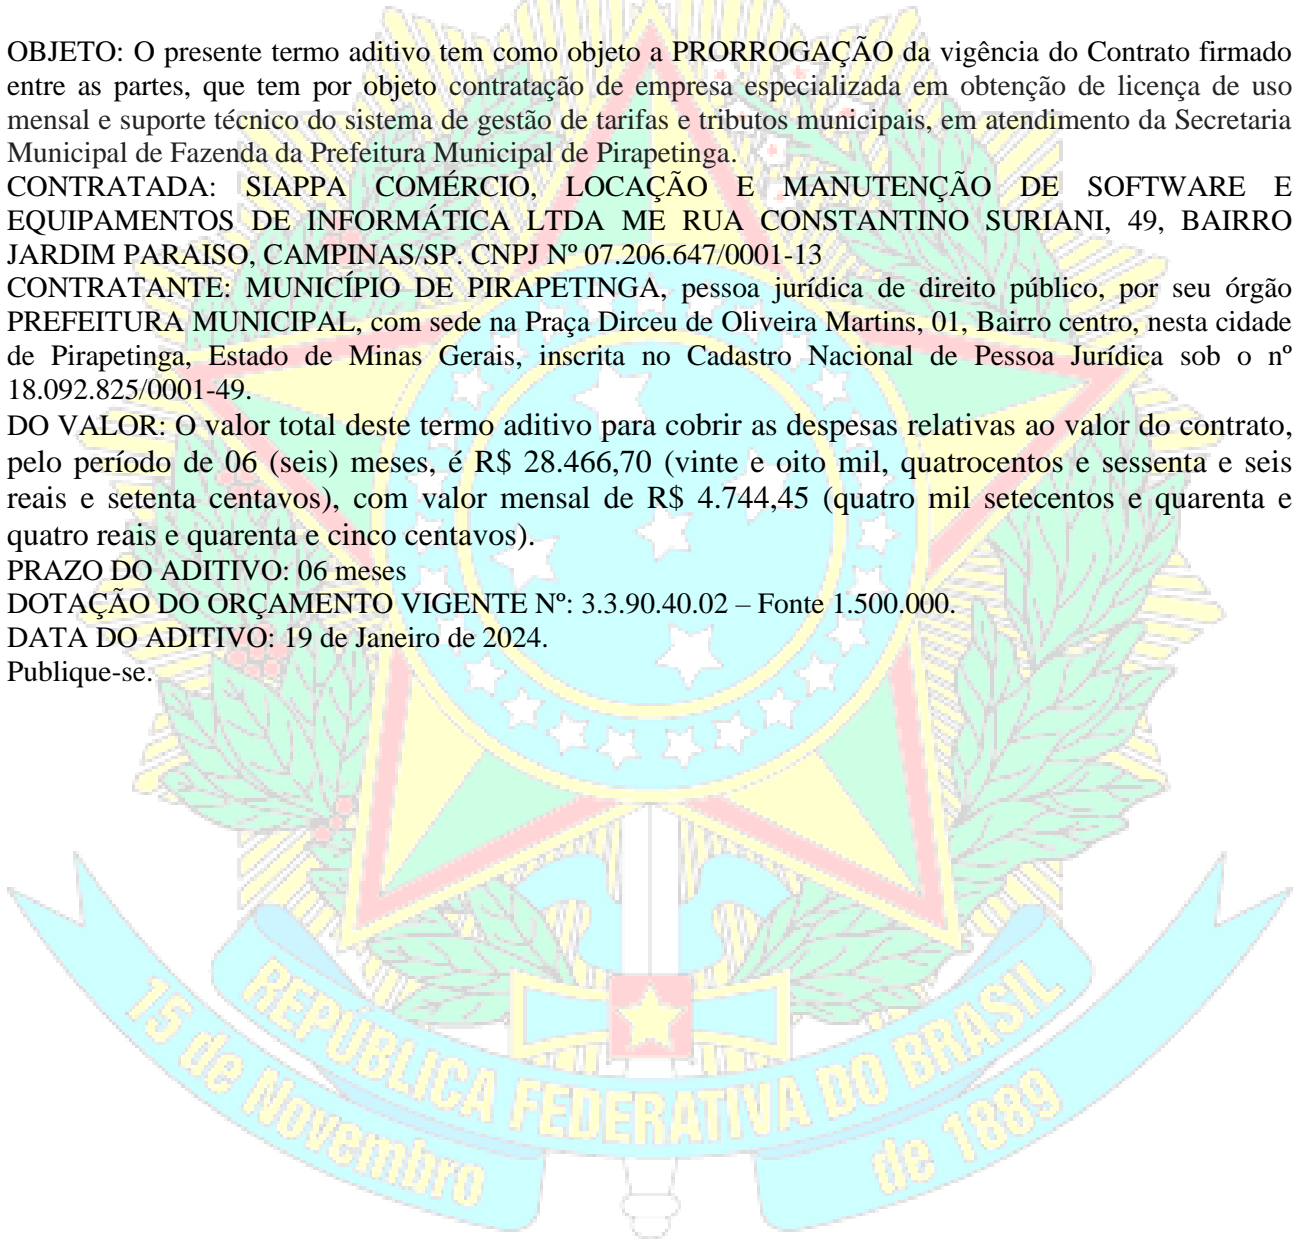 OBJETO: O presente termo aditivo tem como objeto a PRORROGAÇÃO da vigência do Contrato firmado
entre as partes, que tem por objeto contratação de empresa especializada em obtenção de licença de uso
mensal e suporte técnico do sistema de gestão de tarifas e tributos municipais, em atendimento da Secretaria
Municipal de Fazenda da Prefeitura Municipal de Pirapetinga.
CONTRATADA: SIAPPA COMÉRCIO, LOCAÇÃO E MANUTENÇÃO DE SOFTWARE E
EQUIPAMENTOS DE INFORMÁTICA LTDA ME RUA CONSTANTINO SURIANI, 49, BAIRRO
JARDIM PARAISO, CAMPINAS/SP. CNPJ Nº 07.206.647/0001-13
CONTRATANTE: MUNICÍPIO DE PIRAPETINGA, pessoa jurídica de direito público, por seu órgão
PREFEITURA MUNICIPAL, com sede na Praça Dirceu de Oliveira Martins, 01, Bairro centro, nesta cidade
de Pirapetinga, Estado de Minas Gerais, inscrita no Cadastro Nacional de Pessoa Jurídica sob o nº
18.092.825/0001-49.
DO VALOR: O valor total deste termo aditivo para cobrir as despesas relativas ao valor do contrato,
pelo período de 06 (seis) meses, é R$ 28.466,70 (vinte e oito mil, quatrocentos e sessenta e seis
reais e setenta centavos), com valor mensal de R$ 4.744,45 (quatro mil setecentos e quarenta e
quatro reais e quarenta e cinco centavos).
PRAZO DO ADITIVO: 06 meses
DOTAÇÃO DO ORÇAMENTO VIGENTE Nº: 3.3.90.40.02 – Fonte 1.500.000.
DATA DO ADITIVO: 19 de Janeiro de 2024.
Publique-se.
REPÚBLICA FEDERATIVA DO BRASIL
15 de Novembro
de 1889